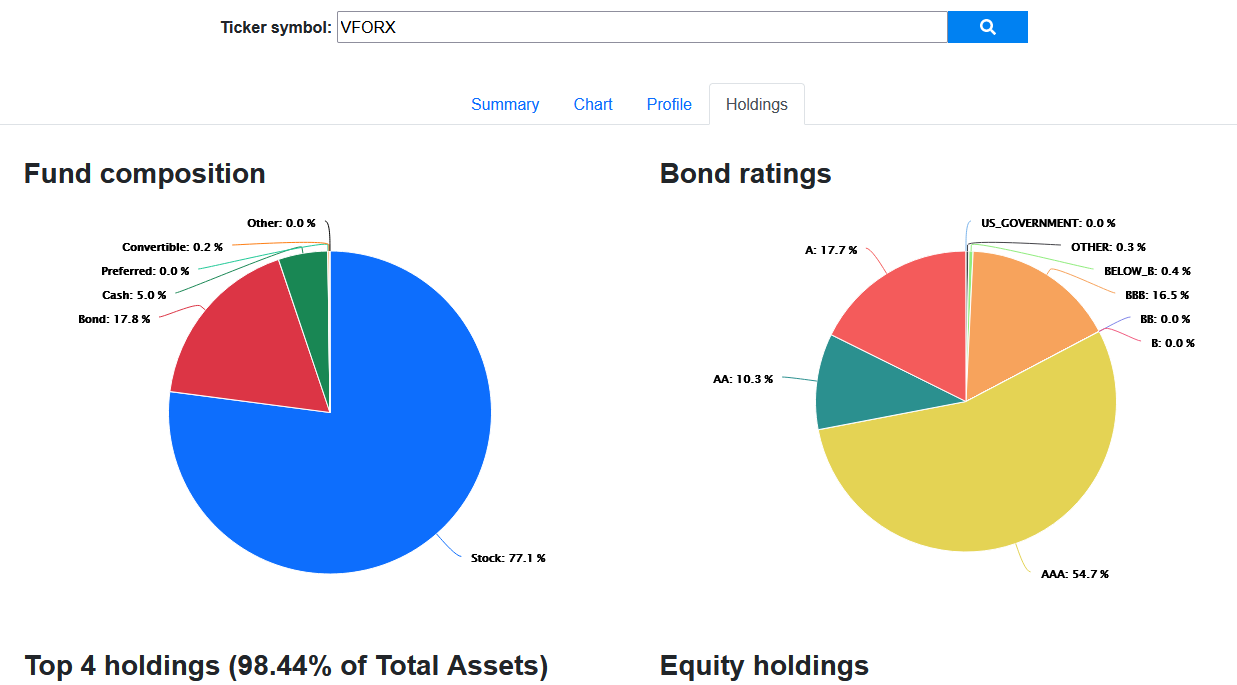 Ticker symbol: VFORX
Summary Chart Profile Holdings
Fund composition
Other: 0.0 %
Convertible: 0.2 %
Preferred: 0.0 %
Cash: 5.0 %
Bond: 17.8 %
Stock: 77.1 %
Bond ratings
US_GOVERNMENT: 0.0 %
A: 17.7 %
OTHER: 0.3 %
BELOW_B: 0.4 %
BBB: 16.5 %
BB: 0.0 %
B: 0.0 %
AA: 10.3 %
AAA: 54.7 %
Top 4 holdings (98.44% of Total Assets)
Equity holdings